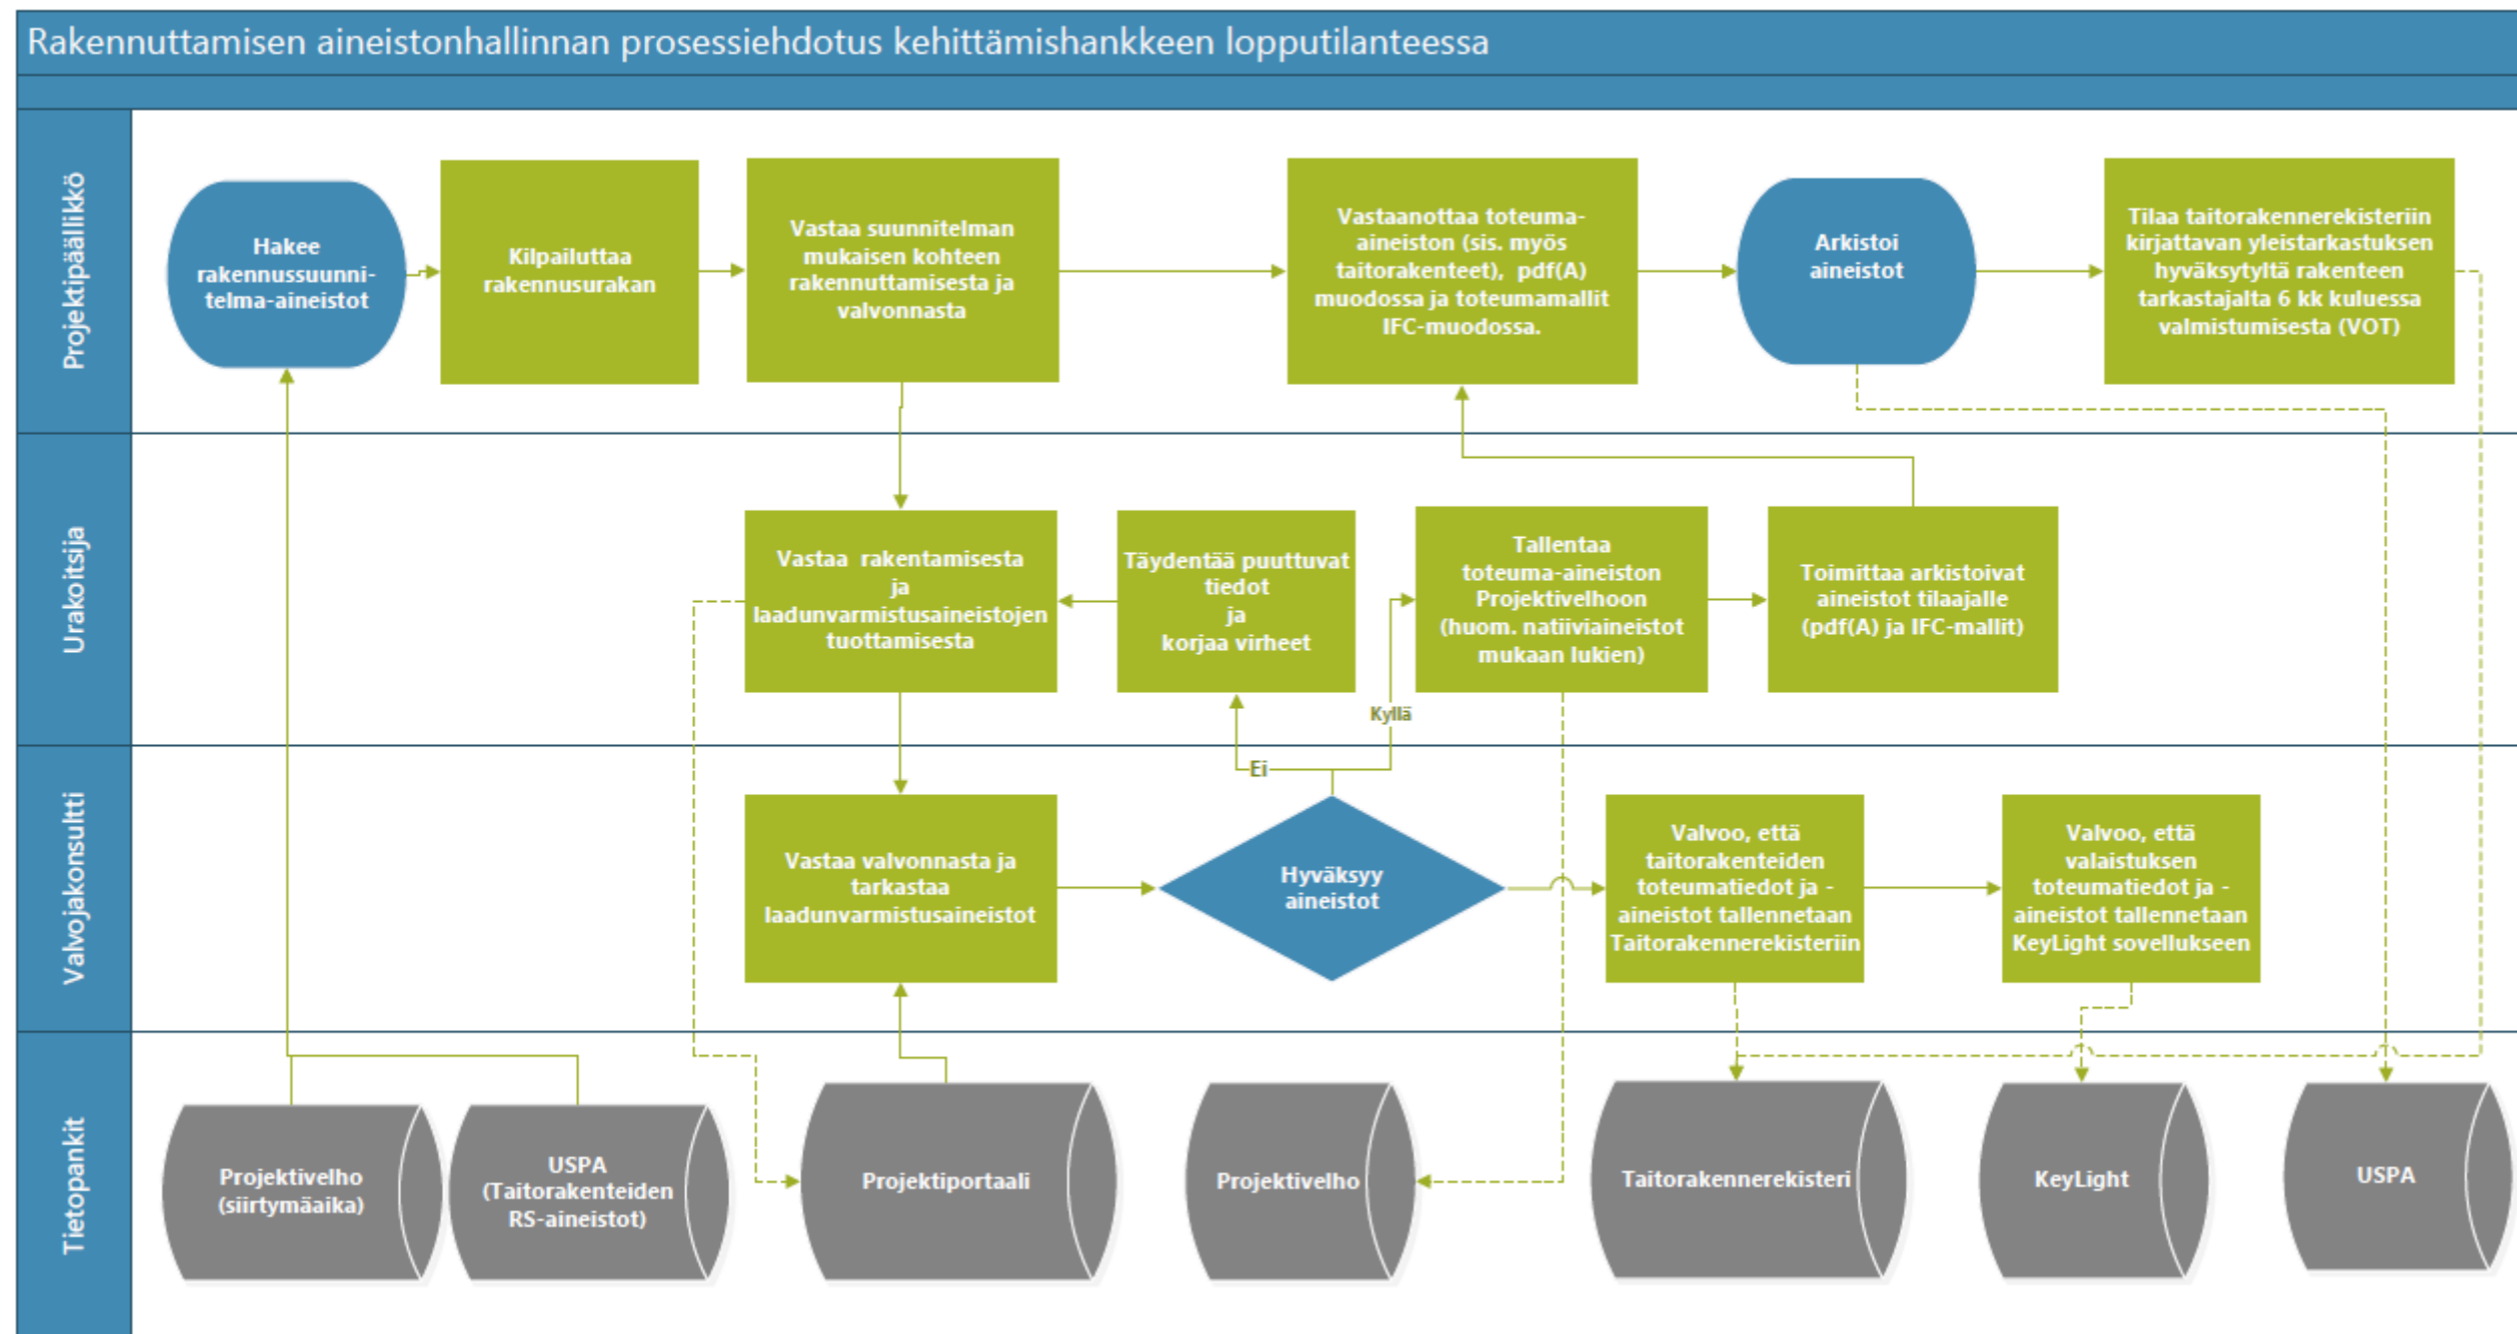 Rakennuttamisen aineistonhallinnan prosessiehdotus kehittämishankkeen lopputilanteessa
Projektipäällikkö
Hakee
rakennussuunni-
telma-aineistot
Kilpailuttaa
rakennusurakan
Vastaa suunnitelman
mukaisen kohteen
rakennuttamisesta ja
valvonnasta
Vastaanottaa toteuma-
aineiston (sis. myös
taitorakenteet), pdf(A)
muodossa ja toteumamallit
IFC-muodossa.
Arkistoi
aineistot
Tilaa taitorakennerekisteriin
kirjattavan yleistarkastuksen
hyväksytyltä rakenteen
tarkastajalta 6 kk kuluessa
valmistumisesta (VOT)
Urakoitsija
Vastaa rakentamisesta
ja
laadunvarmistusaineistojen
tuottamisesta
Täydentää puuttuvat
tiedot
ja
korjaa virheet
Tallentaa
toteuma-aineiston
Projektivelhoon
(huom. natiiviaineistot
mukaan lukien)
Toimittaa arkistoivat
aineistot tilaajalle
(pdf(A) ja IFC-mallit)
Kyllä
Ei
Valvojakonsultti
Vastaa valvonnasta ja
tarkastaa
laadunvarmistusaineistot
Hyväksyy
aineistot
Valvoo, että
taitorakenteiden
toteumatiedot ja -
aineistot tallennetaan
Taitorakennerekisteriin
Valvoo, että
valaistuksen
toteumatiedot ja -
aineistot tallennetaan
KeyLight sovellukseen
Tietopankit
Projektivelho
(siirtymäaika)
USPA
(Taitorakenteiden
RS-aineistot)
Projektiportaali
Projektivelho
Taitorakennerekisteri
KeyLight
USPA